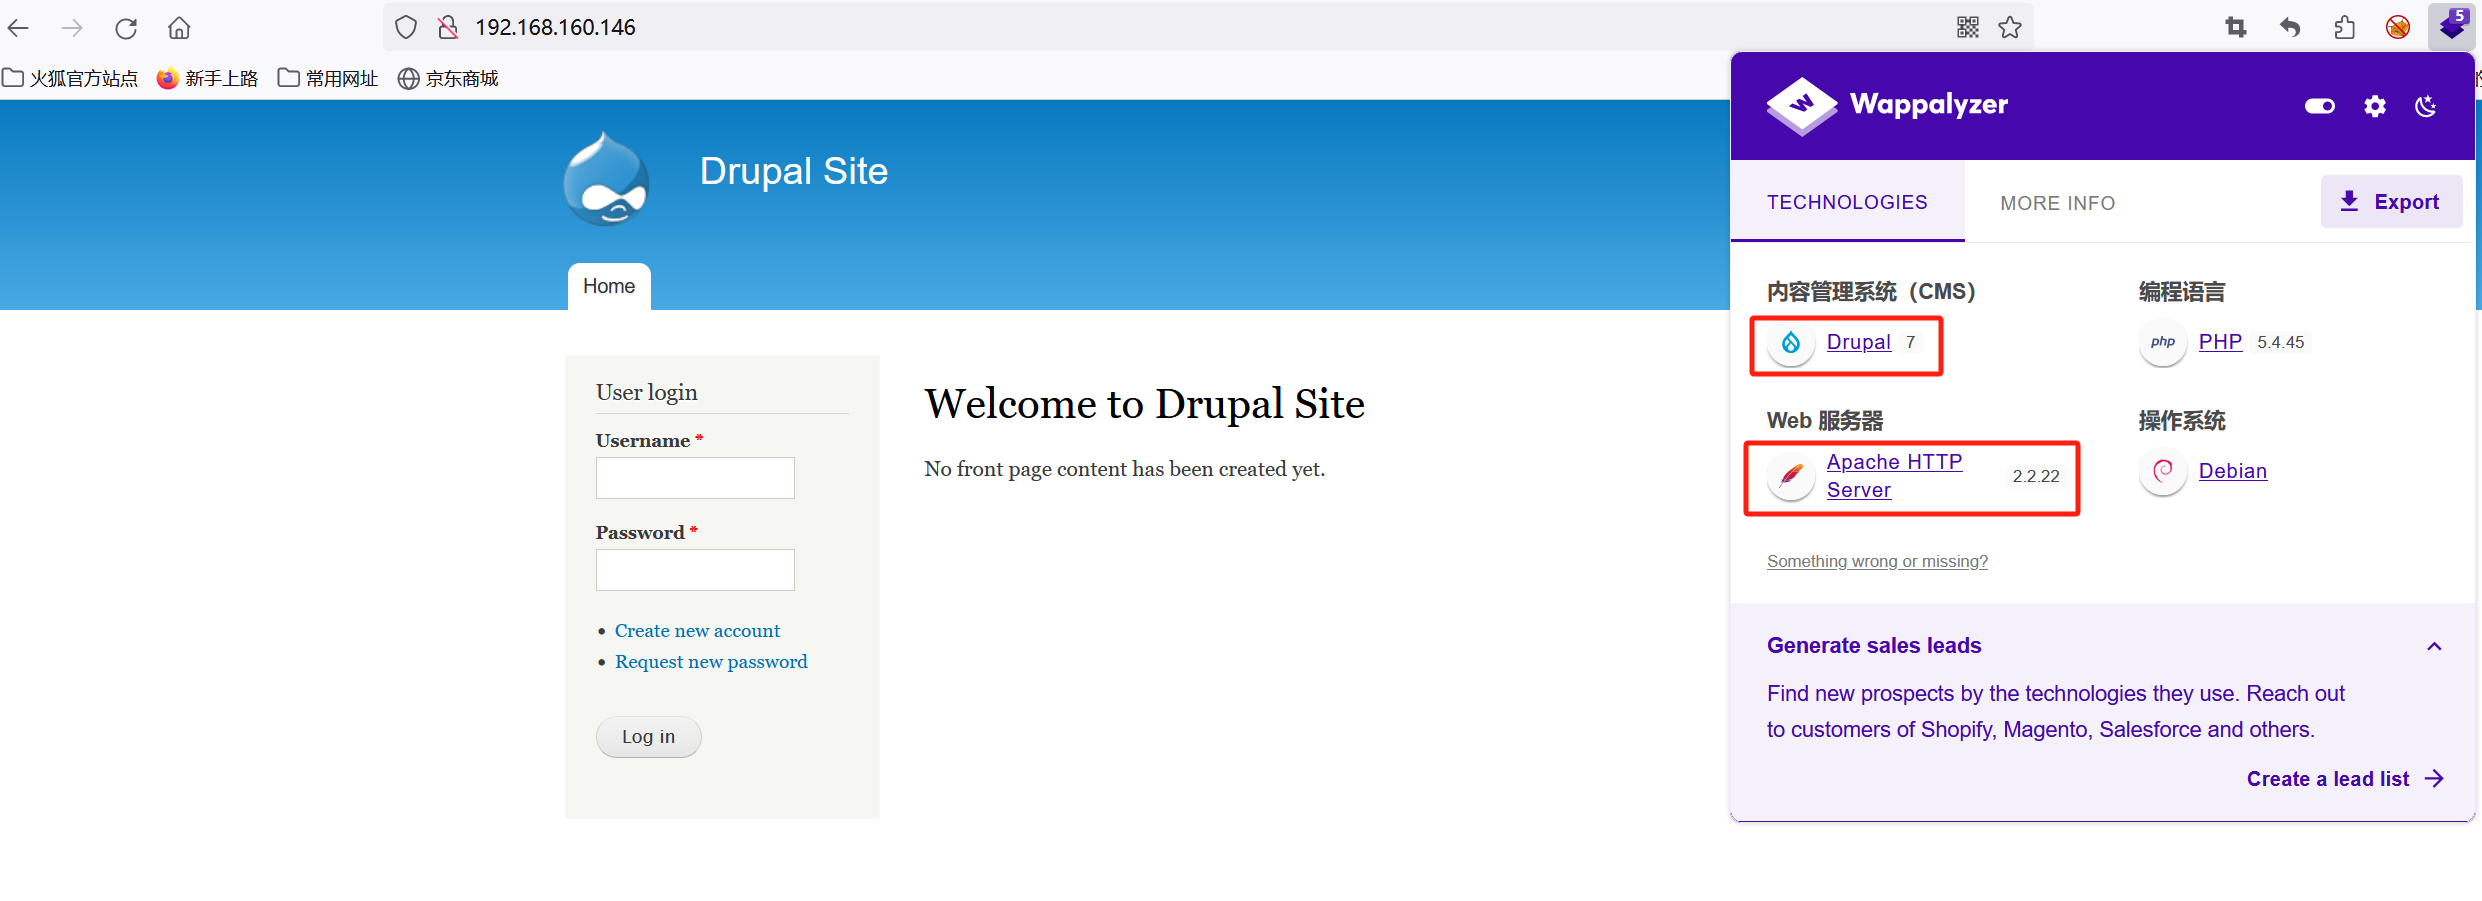 192.168.160.146
5
火狐官方站点
新手上路
常用网址
京东商城
Drupal Site
Home
User login
Username *
Password *
Create new account
Request new password
Log in
Welcome to Drupal Site
No front page content has been created yet.
Wappalyzer
TECHNOLOGIES
MORE INFO
Export
内容管理系统（CMS）
Drupal 7
编程语言
php PHP 5.4.45
Web 服务器
Apache HTTP
Server
2.2.22
操作系统
Debian
Something wrong or missing?
Generate sales leads
Find new prospects by the technologies they use. Reach out
to customers of Shopify, Magento, Salesforce and others.
Create a lead list